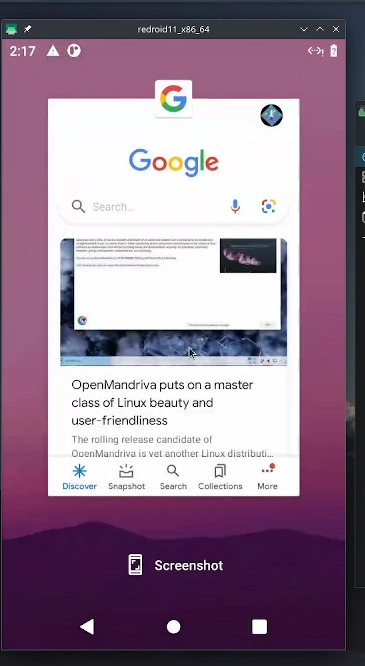 redroid11_x86_64
2:17
G
Google
Search...
OpenMandriva puts on a master
class of Linux beauty and
user-friendliness
The rolling release candidate of
OpenMandriva is yet another Linux distributi...
Discover
Snapshot
Search
Collections
More
Screenshot